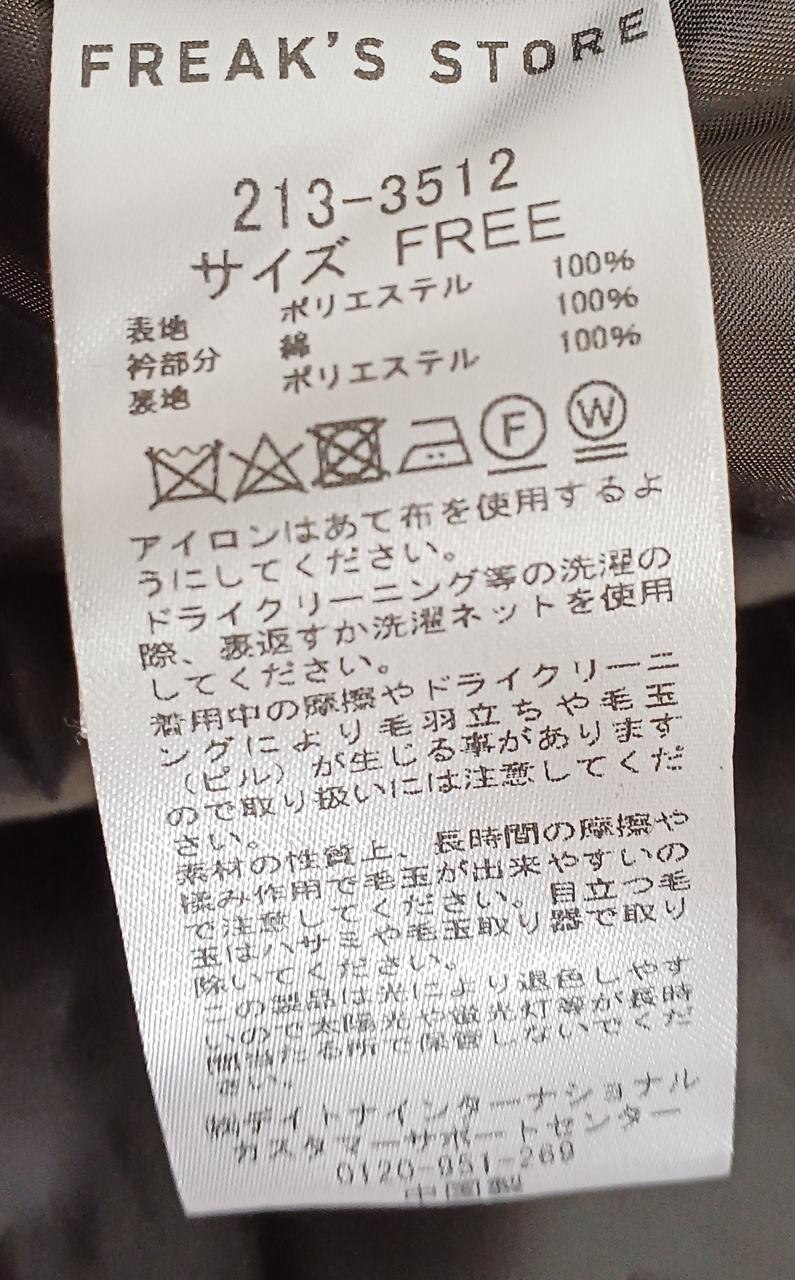 FREAK'S STORE
213-3512
サイズ FREE
表地 ポリエステル 100%
衿部分 綿 100%
裏地 ポリエステル 100%
F W
アイロンはあて布を使用するよ
うにしてください。
ドライクリーニング等の洗濯の
際、裏返すか洗濯ネットを使用
してください。
着用中の摩擦やドライクリーニ
ングにより毛羽立ちや毛玉
(ピル)が生じる事があります
ので取り扱いには注意してくだ
さい。
素材の性質上、長時間の摩擦や
揉み作用で毛玉が出来やすいの
で注意してください。目立つ毛
玉はハサミや毛玉取り器で取り
除いてください。
この製品は光により退色しやす
いので太陽光や蛍光灯等が長時
間当たる所で保管しないでくだ
さい。
㈱デイトナインターナショナル
カスタマーサポートセンター
0120-951-269
中国製